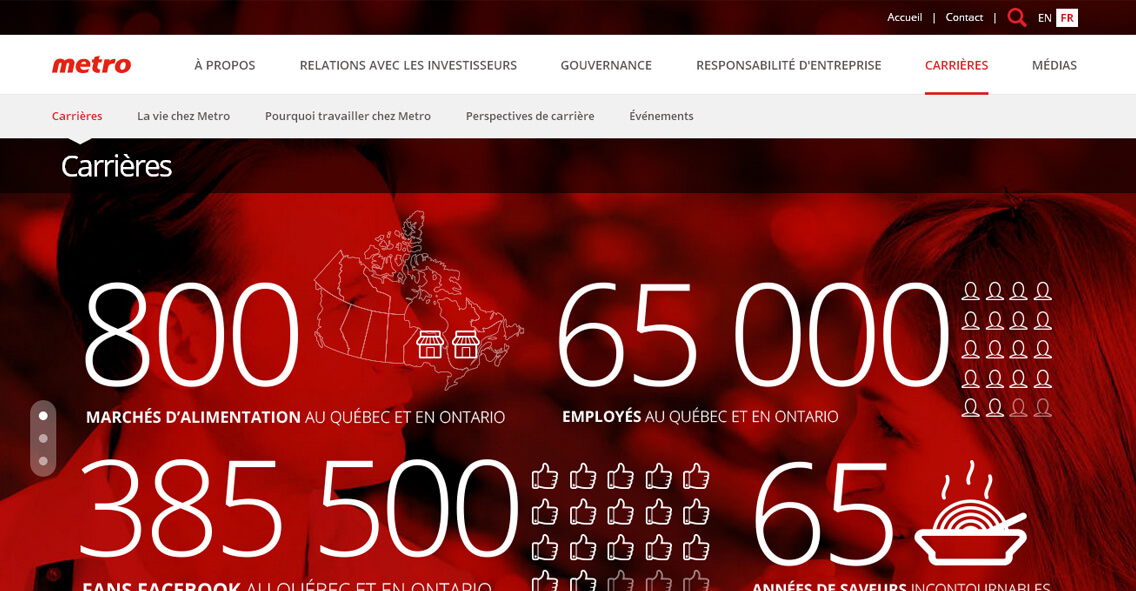 Accueil | Contact | EN FR
metro À PROPOS RELATIONS AVEC LES INVESTISSEURS GOUVERNANCE RESPONSABILITÉ D'ENTREPRISE CARRIÈRES MÉDIAS
Carrières La vie chez Metro Pourquoi travailler chez Metro Perspectives de carrière Événements
Carrières
800
MARCHÉS D’ALIMENTATION AU QUÉBEC ET EN ONTARIO
65 000
EMPLOYÉS AU QUÉBEC ET EN ONTARIO
385 500
FANS FACEBOOK AU QUÉBEC ET EN ONTARIO
65
ANNÉES DE SAVEURS INCONTOURNABLES